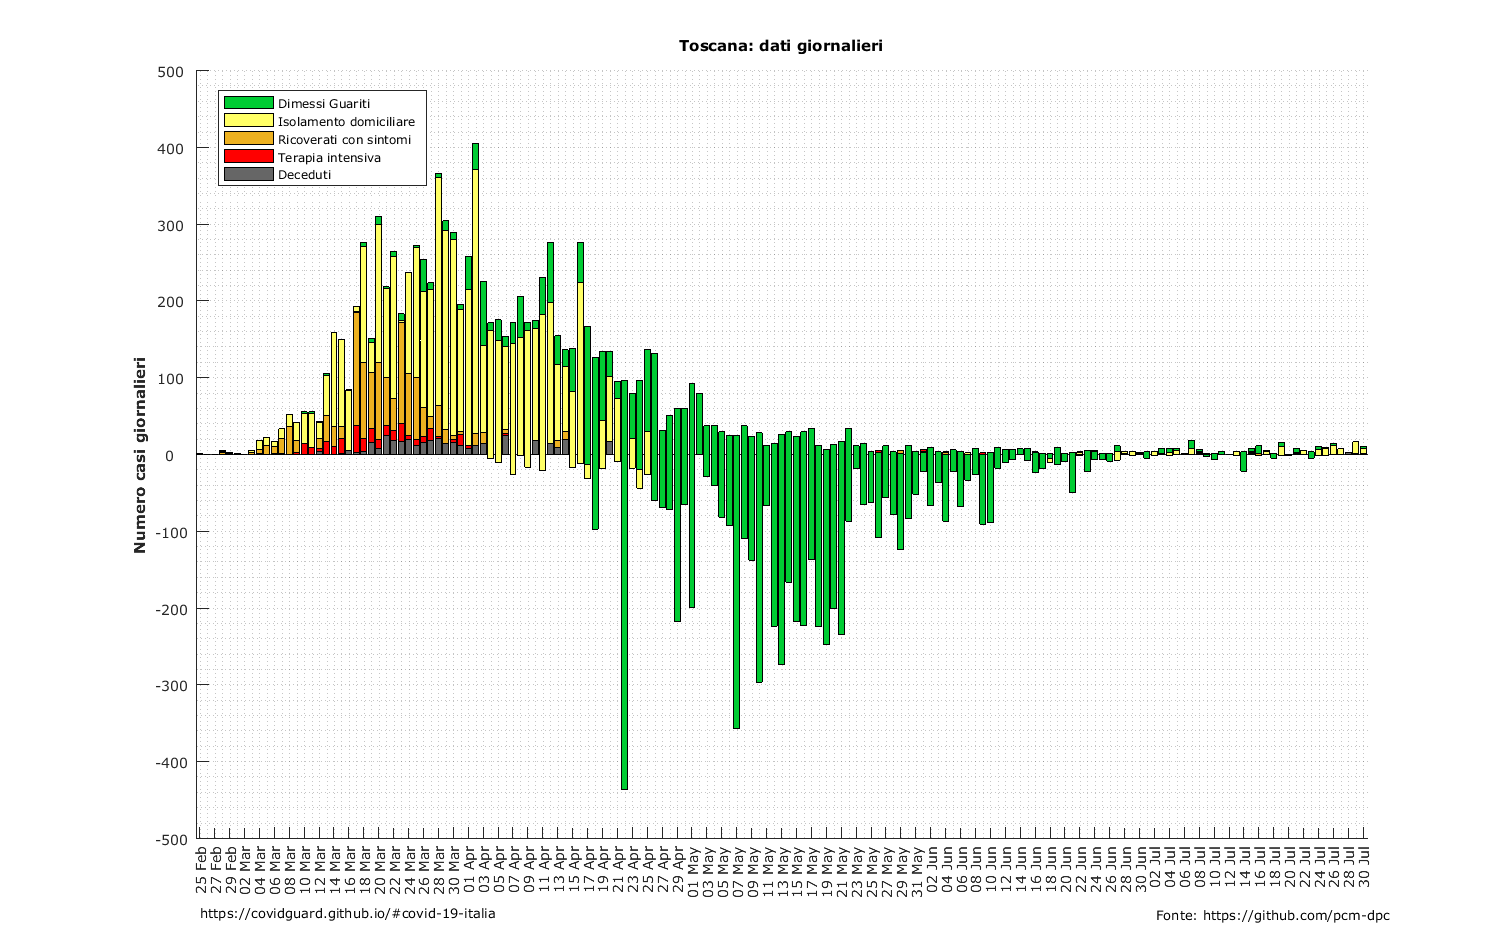 Toscana: dati giornalieri
500
400
300
200
100
0
-100
-200
-300
-400
-500
Numero casi giornalieri
Dimessi Guariti
Isolamento domiciliare
Ricoverati con sintomi
Terapia intensiva
Deceduti
25 Feb
27 Feb
29 Feb
02 Mar
04 Mar
06 Mar
08 Mar
10 Mar
12 Mar
14 Mar
16 Mar
18 Mar
20 Mar
22 Mar
24 Mar
26 Mar
28 Mar
30 Mar
01 Apr
03 Apr
05 Apr
07 Apr
09 Apr
11 Apr
13 Apr
15 Apr
17 Apr
19 Apr
21 Apr
23 Apr
25 Apr
27 Apr
29 Apr
01 May
03 May
05 May
07 May
09 May
11 May
13 May
15 May
17 May
19 May
21 May
23 May
25 May
27 May
29 May
31 May
02 Jun
04 Jun
06 Jun
08 Jun
10 Jun
12 Jun
14 Jun
16 Jun
18 Jun
20 Jun
22 Jun
24 Jun
26 Jun
28 Jun
30 Jun
02 Jul
04 Jul
06 Jul
08 Jul
10 Jul
12 Jul
14 Jul
16 Jul
18 Jul
20 Jul
22 Jul
24 Jul
26 Jul
28 Jul
30 Jul
https://covidguard.github.io/#covid-19-italia
Fonte: https://github.com/pcm-dpc